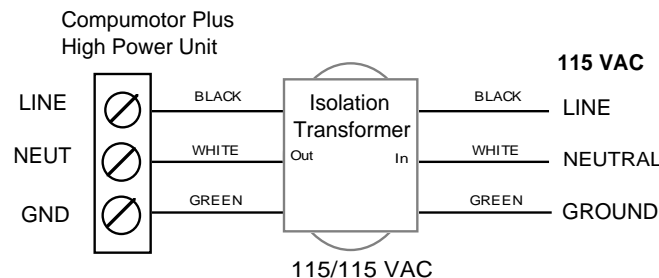 Compumotor Plus
High Power Unit
115 VAC
LINE
BLACK
Isolation
Transformer
BLACK
LINE
NEUT
WHITE
Out
In
WHITE
NEUTRAL
GND
GREEN
GREEN
GROUND
115/115 VAC